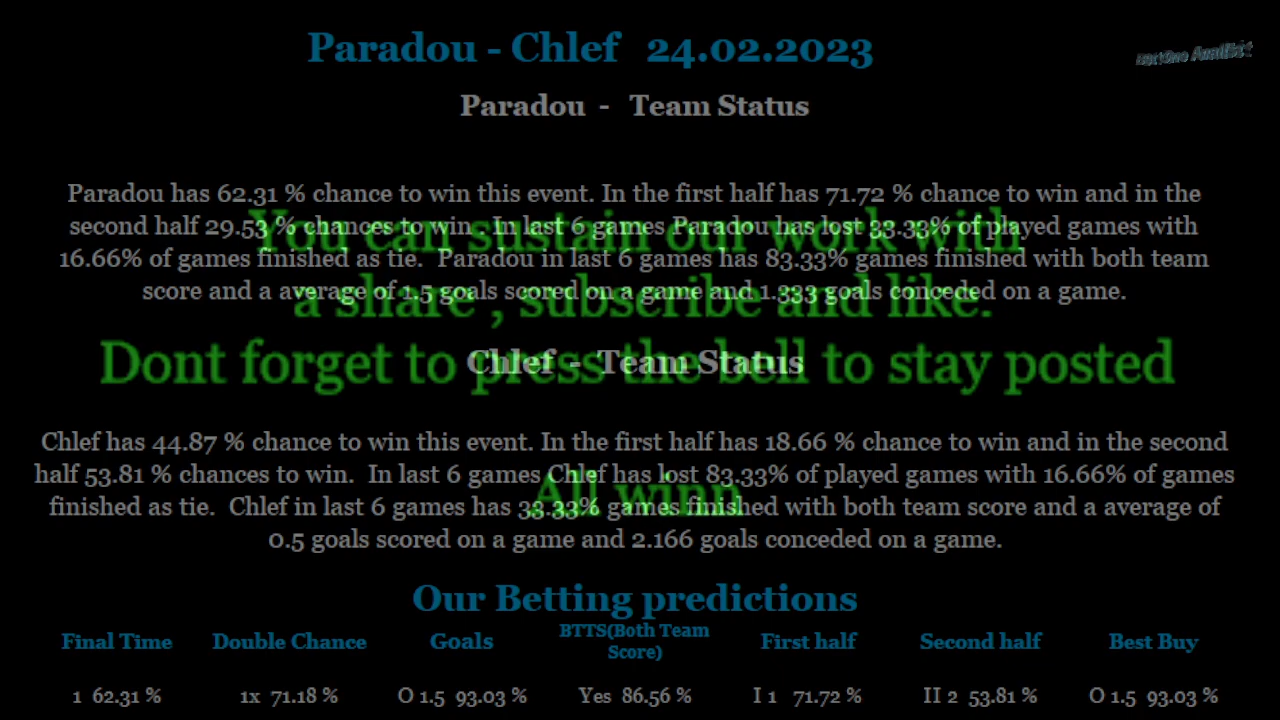 Paradou - Chlef 24.02.2023
BetOne Analist
Paradou - Team Status
Paradou has 62.31 % chance to win this event. In the first half has 71.72 % chance to win and in the
second half 29.53 % chances to win . In last 6 games Paradou has lost 33.33% of played games with
16.66% of games finished as tie. Paradou in last 6 games has 83.33% games finished with both team
score and a average of 1.5 goals scored on a game and 1.333 goals conceded on a game.
You can sustain our work with
a share , subscribe and like.
Dont forget to press the bell to stay posted
Chlef - Team Status
Chlef has 44.87 % chance to win this event. In the first half has 18.66 % chance to win and in the second
half 53.81 % chances to win. In last 6 games Chlef has lost 83.33% of played games with 16.66% of games
finished as tie. Chlef in last 6 games has 33.33% games finished with both team score and a average of
0.5 goals scored on a game and 2.166 goals conceded on a game.
All winn
Our Betting predictions
Final Time Double Chance Goals BTTS(Both Team First half Second half Best Buy
Score)
1 62.31 % 1x 71.18 % O 1.5 93.03 % Yes 86.56 % I 1 71.72 % II 2 53.81 % O 1.5 93.03 %